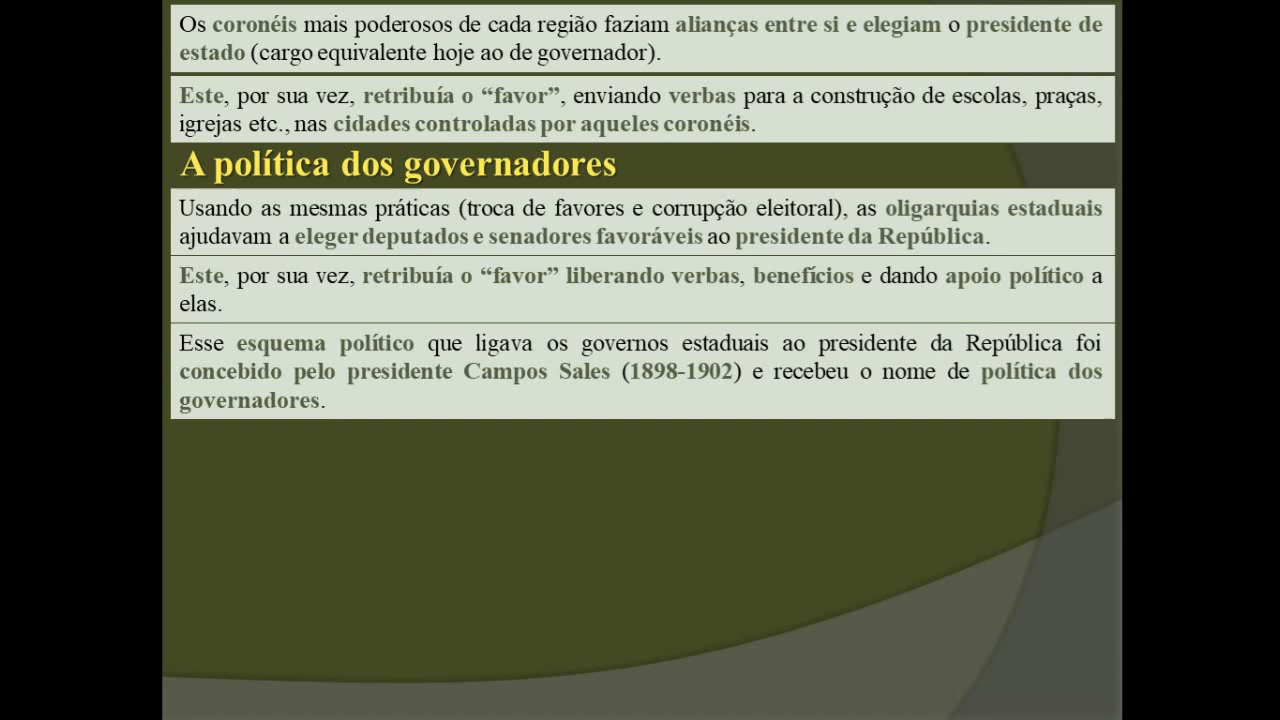 Os coronéis mais poderosos de cada região faziam alianças entre si e elegiam o presidente de
estado (cargo equivalente hoje ao de governador).
Este, por sua vez, retribuía o “favor”, enviando verbas para a construção de escolas, praças,
igrejas etc., nas cidades controladas por aqueles coronéis.
A política dos governadores
Usando as mesmas práticas (troca de favores e corrupção eleitoral), as oligarquias estaduais
ajudavam a eleger deputados e senadores favoráveis ao presidente da República.
Este, por sua vez, retribuía o “favor” liberando verbas, benefícios e dando apoio político a
elas.
Esse esquema político que ligava os governos estaduais ao presidente da República foi
concebido pelo presidente Campos Sales (1898-1902) e recebeu o nome de política dos
governadores.